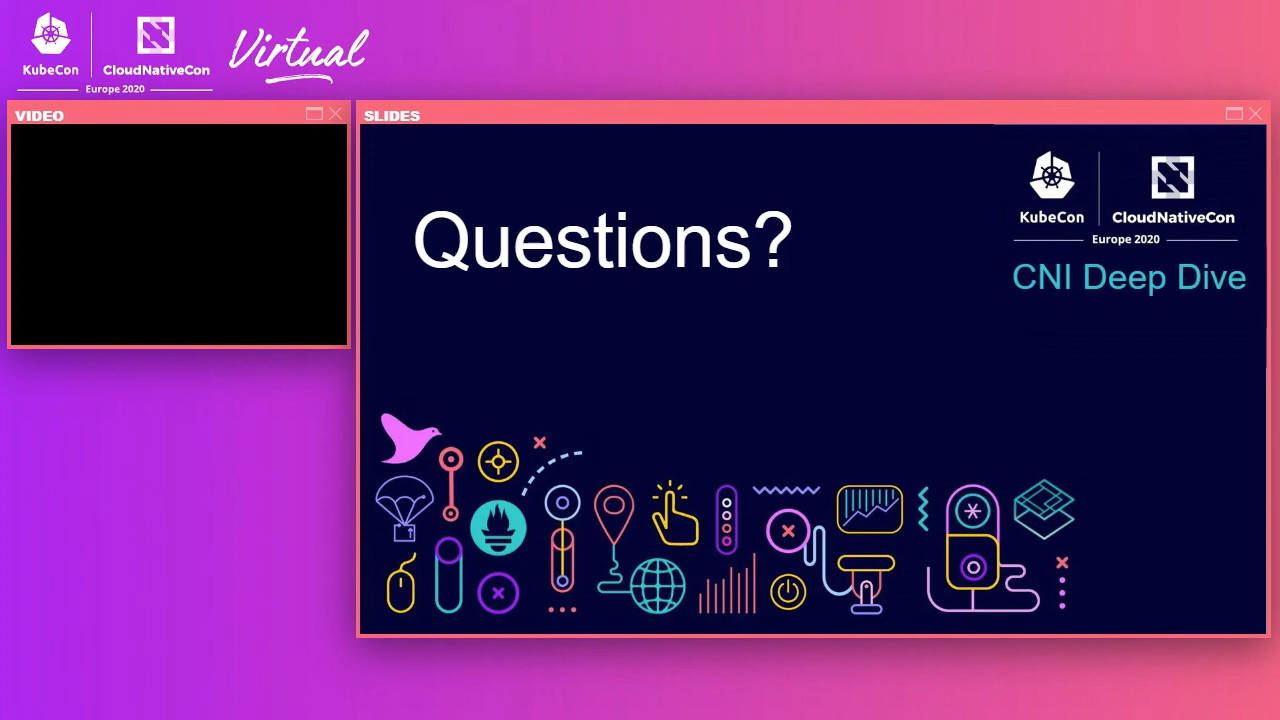 KubeCon
CloudNativeCon
Europe 2020
Virtual
VIDEO
SLIDES
Questions?
KubeCon
CloudNativeCon
Europe 2020
CNI Deep Dive